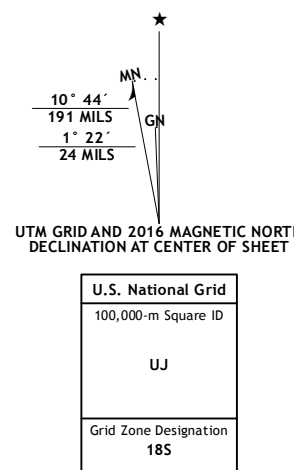 MN
10° 44´
191 MILS
GN
1° 22´
24 MILS
UTM GRID AND 2016 MAGNETIC NORTH
DECLINATION AT CENTER OF SHEET
U.S. National Grid
100,000-m Square ID
UJ
Grid Zone Designation
18S